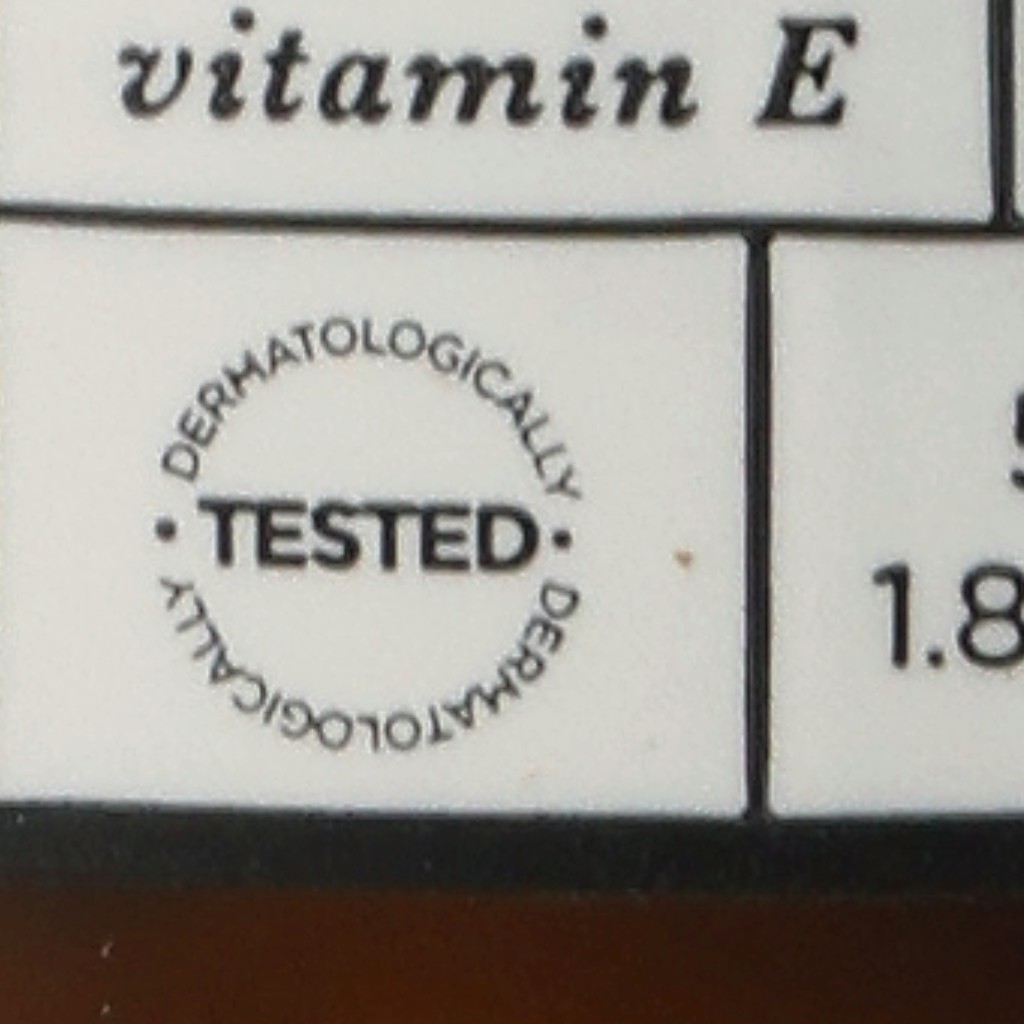 vitamin E
DERMATOLOGICALLY
• TESTED •
DERMATOLOGICALLY
1.8